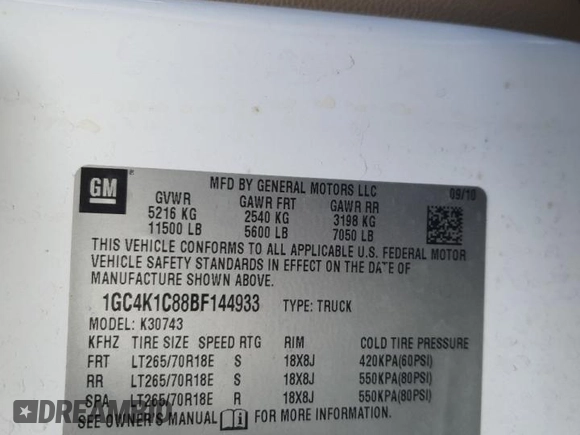 GM
MFD BY GENERAL MOTORS LLC 09/10
GVWR GAWR FRT GAWR RR
5216 KG 2540 KG 3198 KG
11500 LB 5600 LB 7050 LB
THIS VEHICLE CONFORMS TO ALL APPLICABLE U.S. FEDERAL MOTOR
VEHICLE SAFETY STANDARDS IN EFFECT ON THE DATE OF
MANUFACTURE SHOWN ABOVE.
1GC4K1C88BF144933 TYPE: TRUCK
MODEL: K30743
KFHZ TIRE SIZE SPEED RTG RIM COLD TIRE PRESSURE
FRT LT265/70R18E S 18X8J 420KPA(60PSI)
RR LT265/70R18E S 18X8J 550KPA(80PSI)
SPA LT265/70R18E R 18X8J 550KPA(80PSI)
SEE OWNER'S MANUAL FOR MORE INFORMATION
DREAMBID